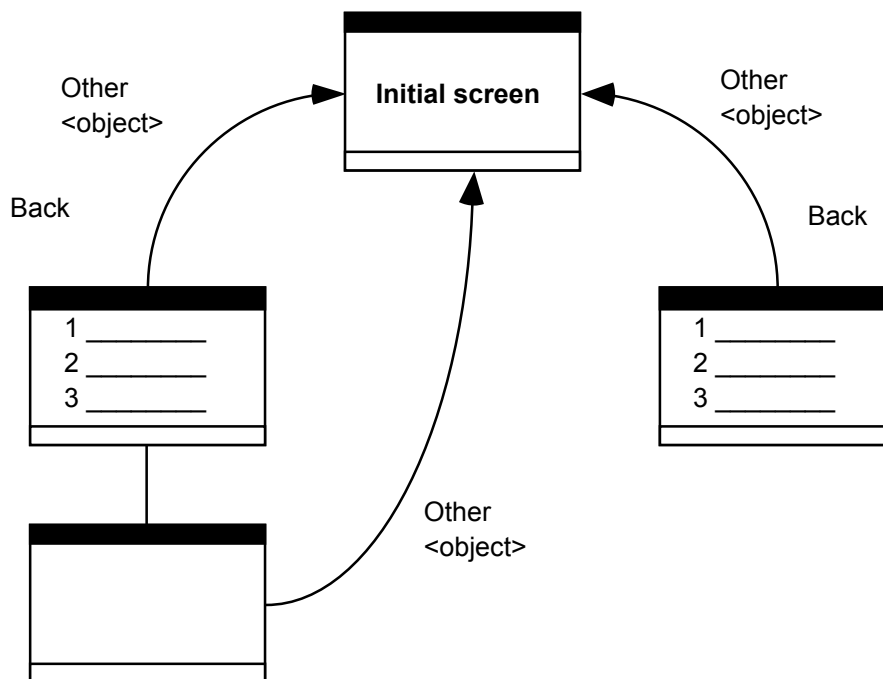 Initial screen
Other
<object>
Other
<object>
Back
Back
1 ________
2 ________
3 ________
1 ________
2 ________
3 ________
Other
<object>